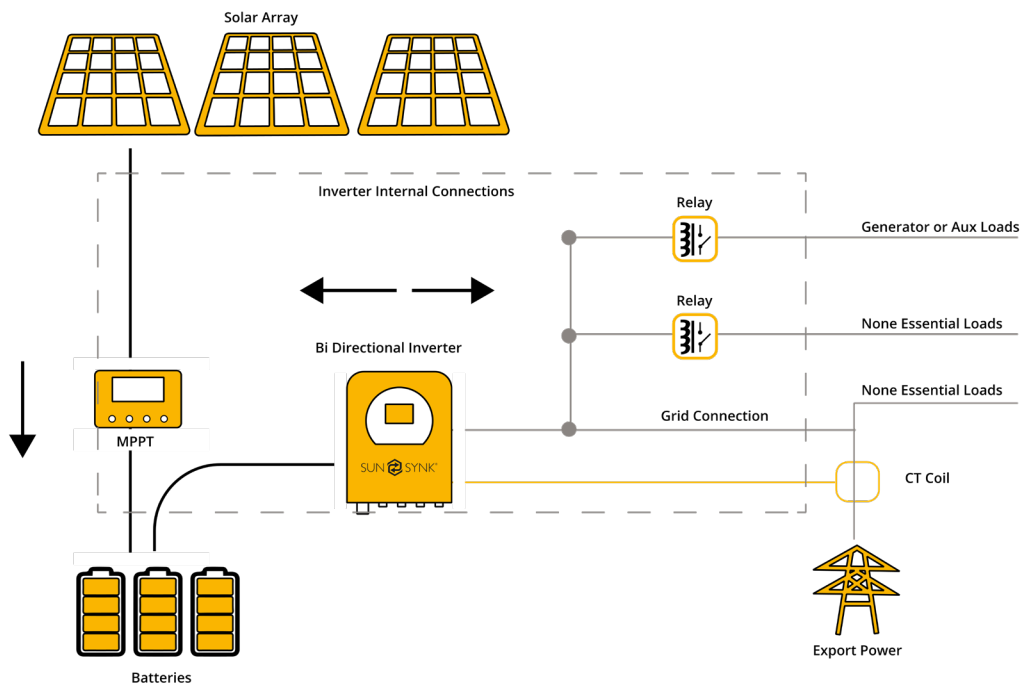 Solar Array
Inverter Internal Connections
Relay
Generator or Aux Loads
Relay
None Essential Loads
Bi Directional Inverter
None Essential Loads
Grid Connection
MPPT
SUN SYNK
CT Coil
Export Power
Batteries